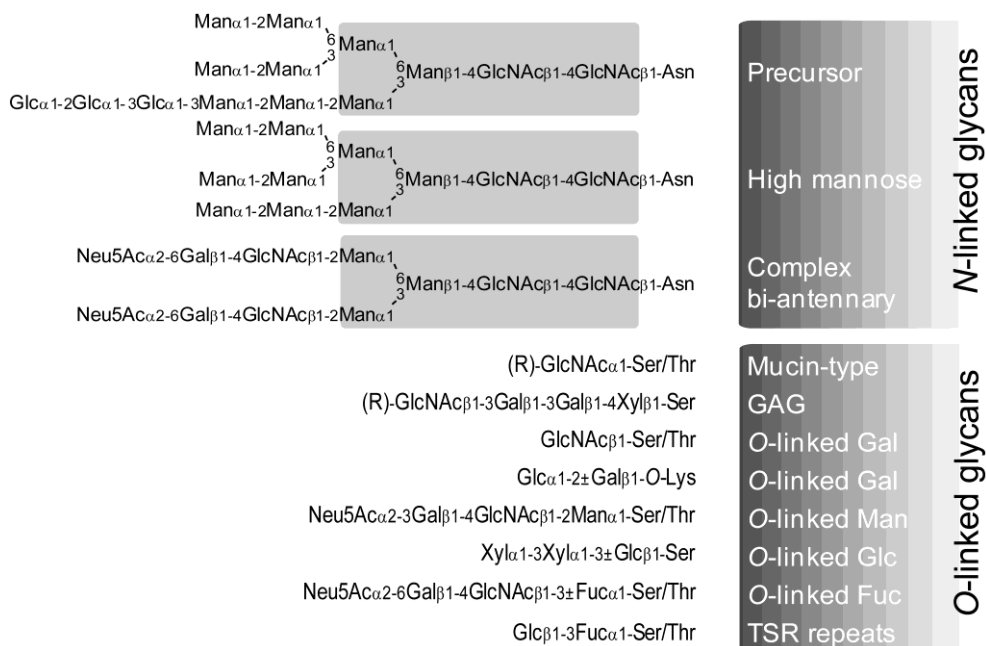 Manα1-2Manα1
6
3
Manα1
Manα1-2Manα1
6
3
Manβ1-4GlcNAcβ1-4GlcNAcβ1-Asn
Glcα1-2Glcα1-3Glcα1-3Manα1-2Manα1-2Manα1
Precursor
Manα1-2Manα1
6
3
Manα1
Manα1-2Manα1
6
3
Manβ1-4GlcNAcβ1-4GlcNAcβ1-Asn
Manα1-2Manα1-2Manα1
High mannose
Neu5Acα2-6Galβ1-4GlcNAcβ1-2Manα1
6
3
Manβ1-4GlcNAcβ1-4GlcNAcβ1-Asn
Neu5Acα2-6Galβ1-4GlcNAcβ1-2Manα1
Complex
bi-antennary
N-linked glycans
(R)-GlcNAcα1-Ser/Thr
Mucin-type
(R)-GlcNAcβ1-3Galβ1-3Galβ1-4Xylβ1-Ser
GAG
GlcNAcβ1-Ser/Thr
O-linked Gal
Glcα1-2±Galβ1-O-Lys
O-linked Gal
Neu5Acα2-3Galβ1-4GlcNAcβ1-2Manα1-Ser/Thr
O-linked Man
Xylα1-3Xylα1-3±Glcβ1-Ser
O-linked Glc
Neu5Acα2-6Galβ1-4GlcNAcβ1-3±Fucα1-Ser/Thr
O-linked Fuc
Glcβ1-3Fucα1-Ser/Thr
TSR repeats
O-linked glycans